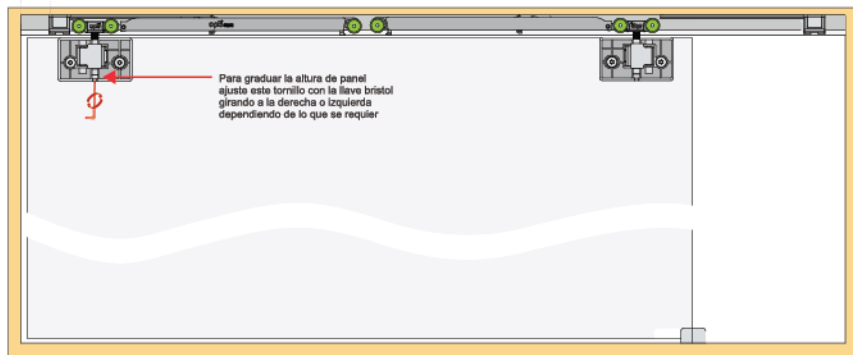 Para graduar la altura de panel
ajuste este tornillo con la llave bristol
girando a la derecha o izquierda
dependiendo de lo que se requier